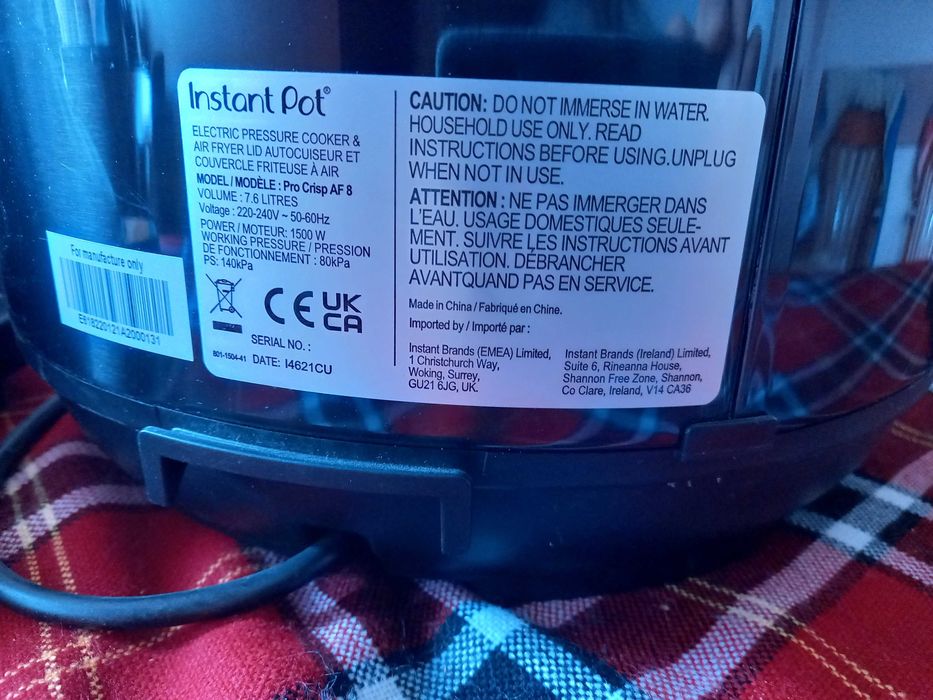 Instant Pot®
ELECTRIC PRESSURE COOKER &
AIR FRYER LID AUTOCUISEUR ET
COUVERCLE FRITEUSE À AIR
MODEL / MODÈLE : Pro Crisp AF 8
VOLUME : 7.6 LITRES
Voltage : 220-240V ~ 50-60Hz
POWER / MOTEUR: 1500 W
WORKING PRESSURE / PRESSION
DE FONCTIONNEMENT : 80kPa
PS: 140kPa
CE UK
CA
SERIAL NO. :
801-1504-41 DATE: I4621CU
CAUTION: DO NOT IMMERSE IN WATER.
HOUSEHOLD USE ONLY. READ
INSTRUCTIONS BEFORE USING.UNPLUG
WHEN NOT IN USE.
ATTENTION : NE PAS IMMERGER DANS
L'EAU. USAGE DOMESTIQUES SEULE-
MENT. SUIVRE LES INSTRUCTIONS AVANT
UTILISATION. DÉBRANCHER
AVANTQUAND PAS EN SERVICE.
Made in China / Fabriqué en Chine.
Imported by / Importé par :
Instant Brands (EMEA) Limited,
1 Christchurch Way,
Woking, Surrey,
GU21 6JG, UK.
Instant Brands (Ireland) Limited,
Suite 6, Rineanna House,
Shannon Free Zone, Shannon,
Co Clare, Ireland, V14 CA36
For manufacture only
E818220121A2000131